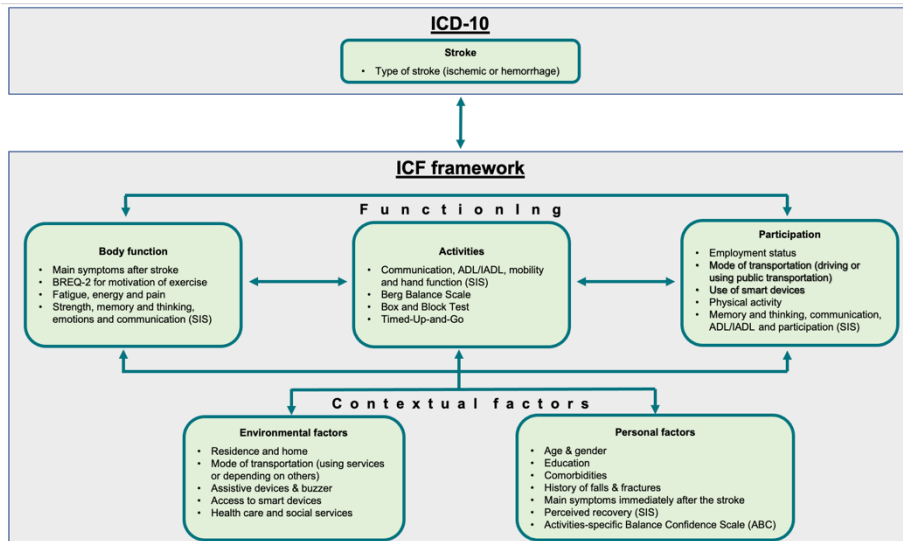 ICD-10
Stroke
• Type of stroke (ischemic or hemorrhage)
ICF framework
FunctionIng
Body function
• Main symptoms after stroke
• BREQ-2 for motivation of exercise
• Fatigue, energy and pain
• Strength, memory and thinking,
emotions and communication (SIS)
Activities
• Communication, ADL/IADL, mobility
and hand function (SIS)
• Berg Balance Scale
• Box and Block Test
• Timed-Up-and-Go
Participation
• Employment status
• Mode of transportation (driving or
using public transportation)
• Use of smart devices
• Physical activity
• Memory and thinking, communication,
ADL/IADL and participation (SIS)
Contextual factors
Environmental factors
• Residence and home
• Mode of transportation (using services
or depending on others)
• Assistive devices & buzzer
• Access to smart devices
• Health care and social services
Personal factors
• Age & gender
• Education
• Comorbidities
• History of falls & fractures
• Main symptoms immediately after the stroke
• Perceived recovery (SIS)
• Activities-specific Balance Confidence Scale (ABC)